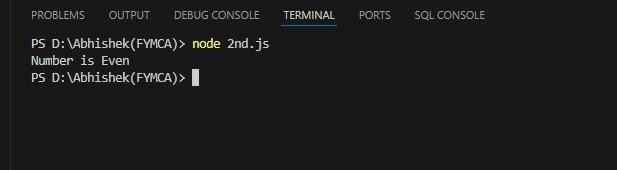 PROBLEMS OUTPUT DEBUG CONSOLE TERMINAL PORTS SQL CONSOLE
PS D:\Abhishek(FYMCA)> node 2nd.js
Number is Even
PS D:\Abhishek(FYMCA)>